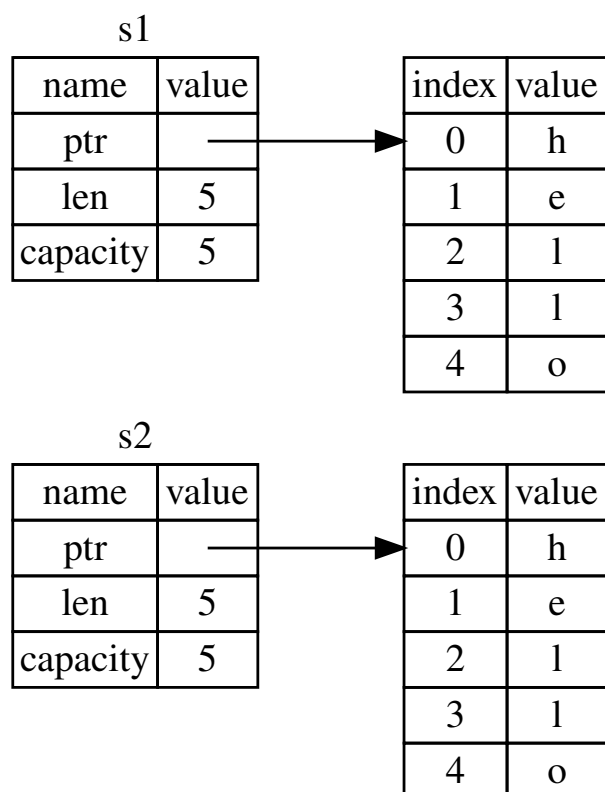 s1
name value
ptr
len 5
capacity 5
index value
0 h
1 e
2 l
3 l
4 o
s2
name value
ptr
len 5
capacity 5
index value
0 h
1 e
2 l
3 l
4 o